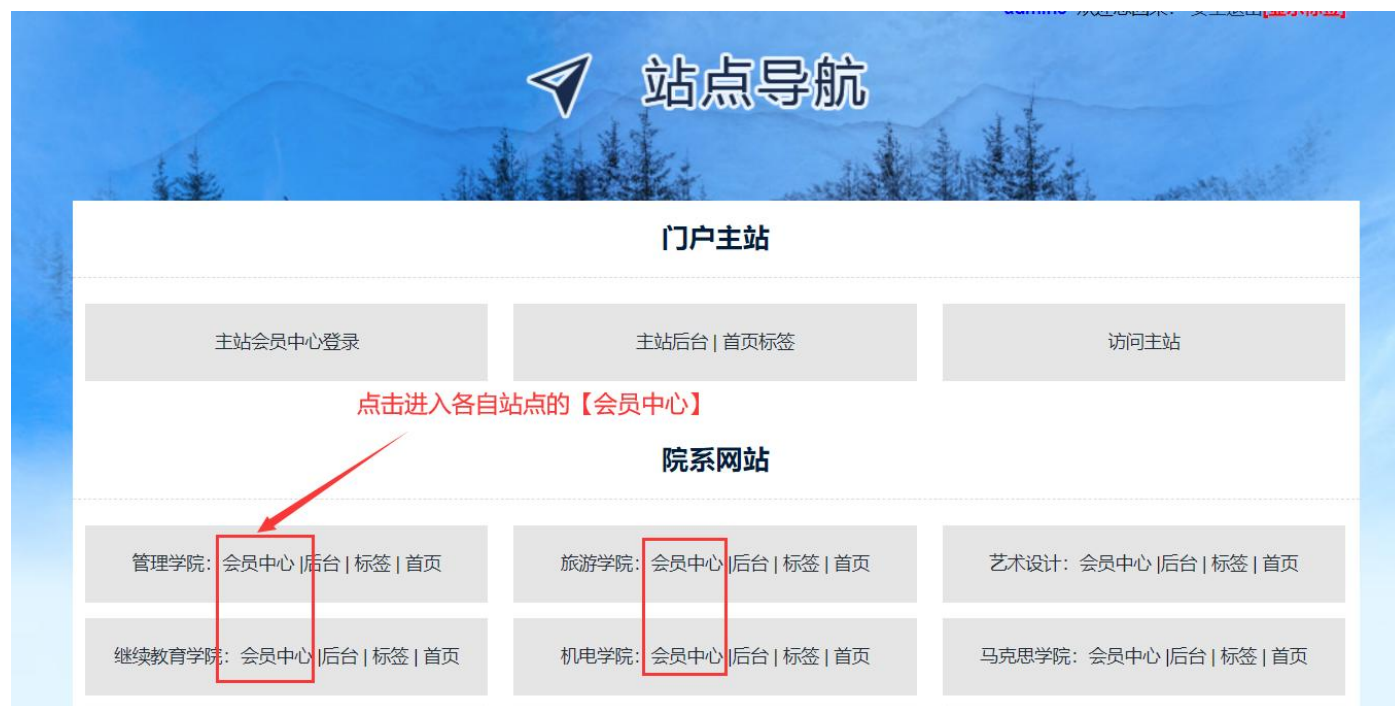 站点导航
门户主站
主站会员中心登录
主站后台 | 首页标签
访问主站
点击进入各自站点的【会员中心】
院系网站
管理学院：会员中心 |后台 | 标签 | 首页
旅游学院：会员中心 |后台 | 标签 | 首页
艺术设计：会员中心 |后台 | 标签 | 首页
继续教育学院：会员中心 |后台 | 标签 | 首页
机电学院：会员中心 |后台 | 标签 | 首页
马克思学院：会员中心 |后台 | 标签 | 首页